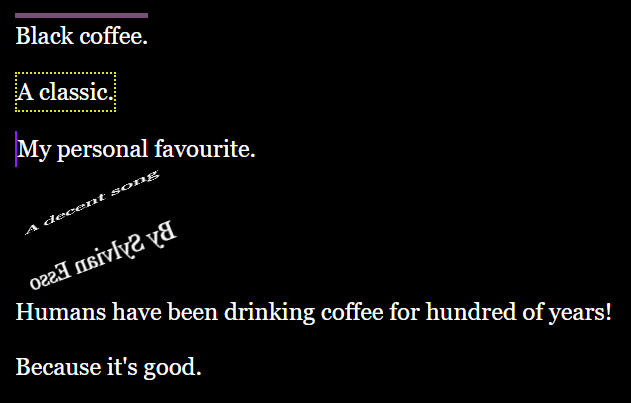 Black coffee.
A classic.
My personal favourite.
A decent song
By Sylvian Esso
Humans have been drinking coffee for hundred of years!
Because it's good.